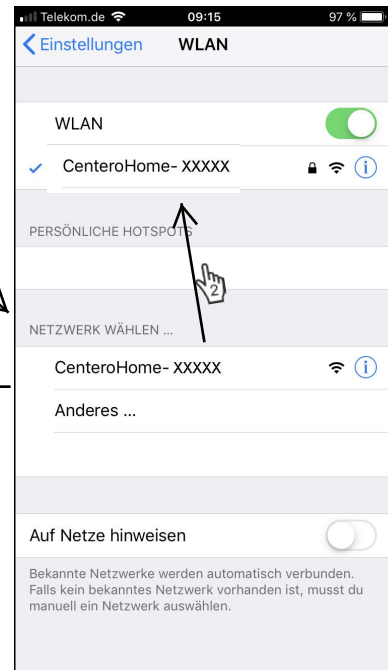 Telekom.de 09:15 97 %
Einstellungen WLAN
WLAN
CenteroHome- XXXXX
PERSÖNLICHE HOTSPOTS
2
NETZWERK WÄHLEN ...
CenteroHome- XXXXX
Anderes ...
Auf Netze hinweisen
Bekannte Netzwerke werden automatisch verbunden.
Falls kein bekanntes Netzwerk vorhanden ist, musst du
manuell ein Netzwerk auswählen.